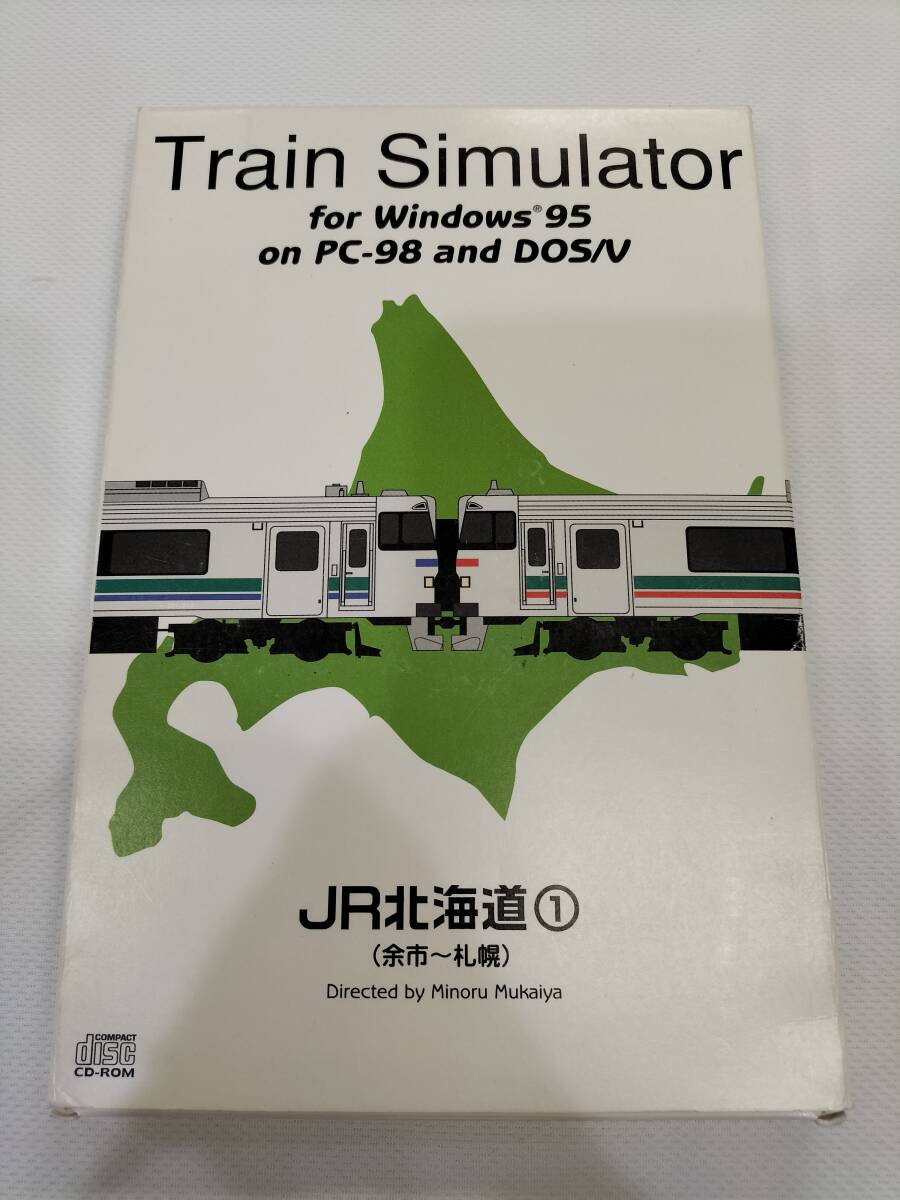 Train Simulator
for Windows®95
on PC-98 and DOS/V
JR北海道①
(余市～札幌)
Directed by Minoru Mukaiya
COMPACT
disc
CD-ROM